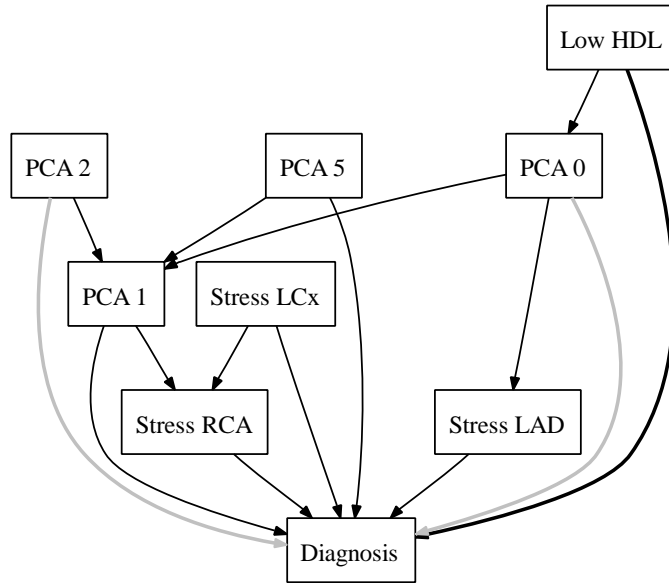 Low HDL
PCA 2
PCA 5
PCA 0
PCA 1
Stress LCx
Stress RCA
Stress LAD
Diagnosis